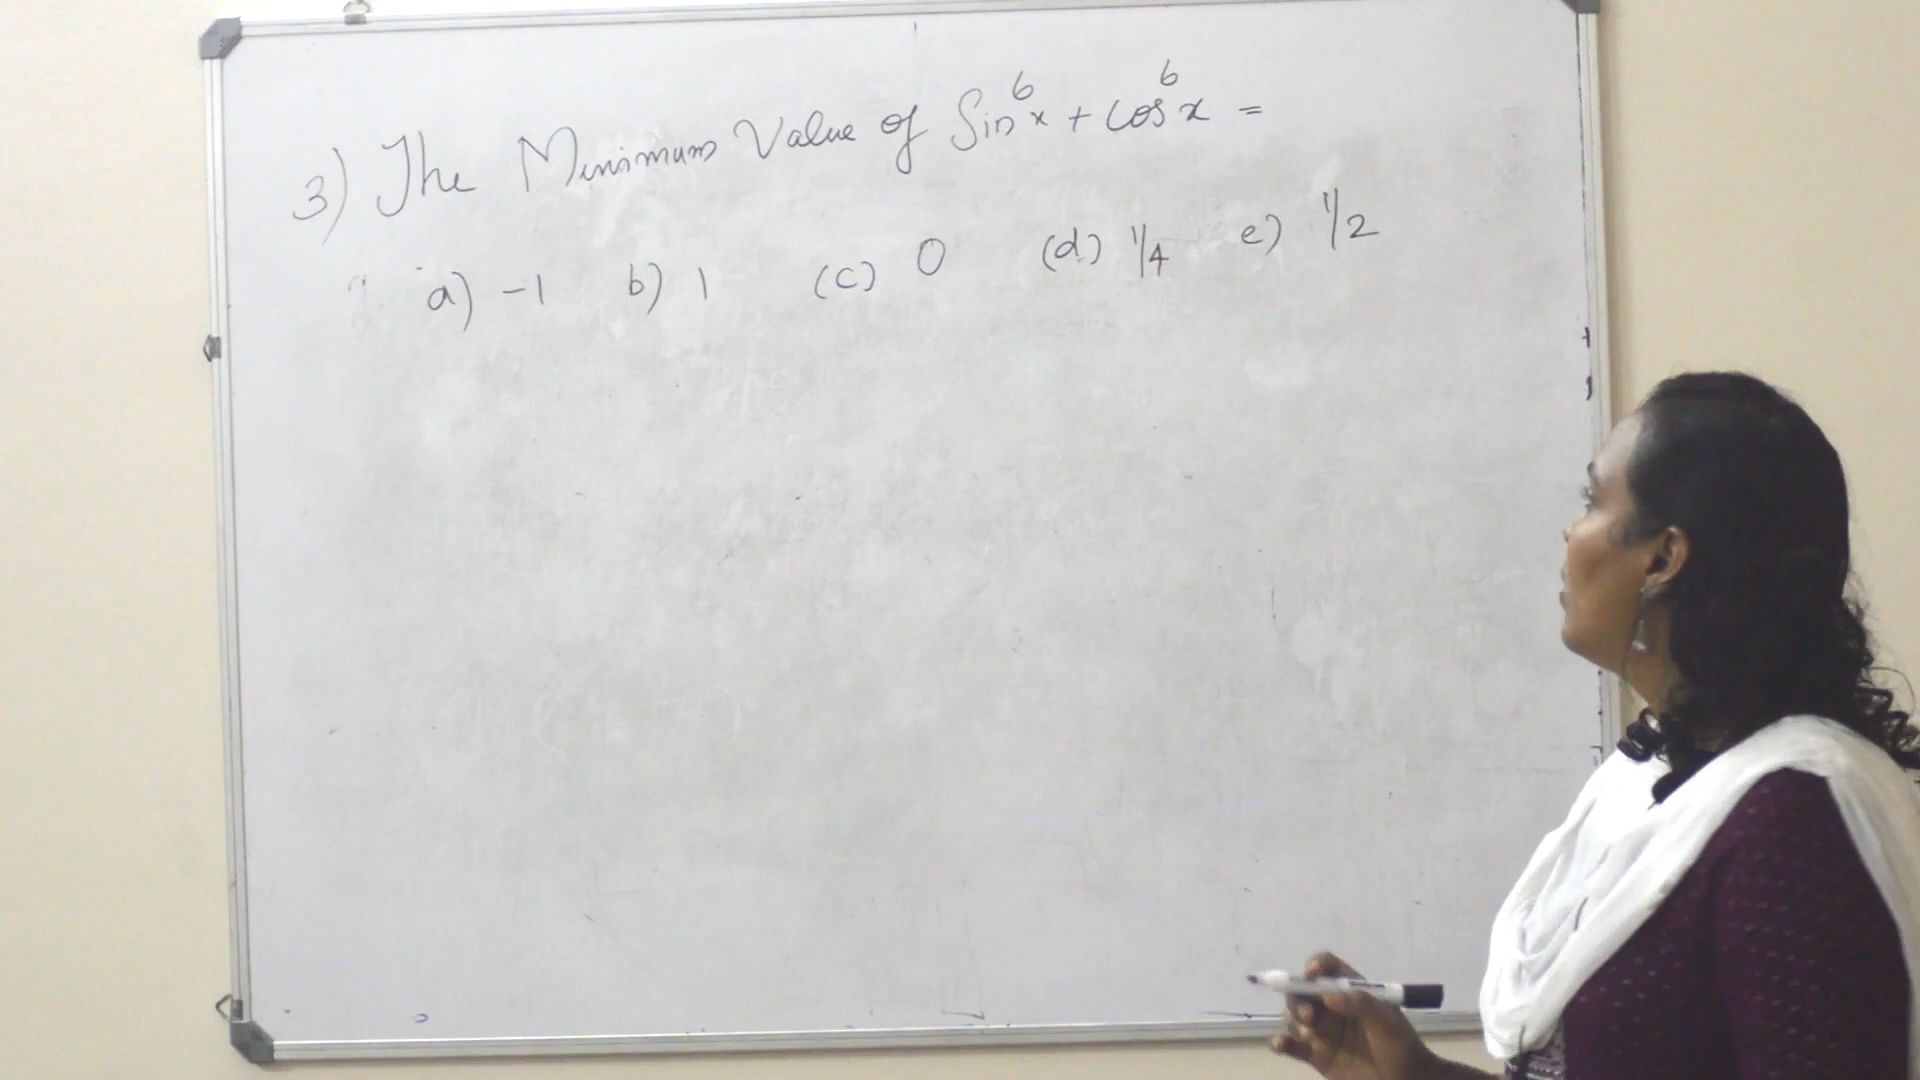 3) The Minimum Value of Sin⁶x + cos⁶x =
a) -1 b) 1 (c) 0 (d) 1/4 e) 1/2